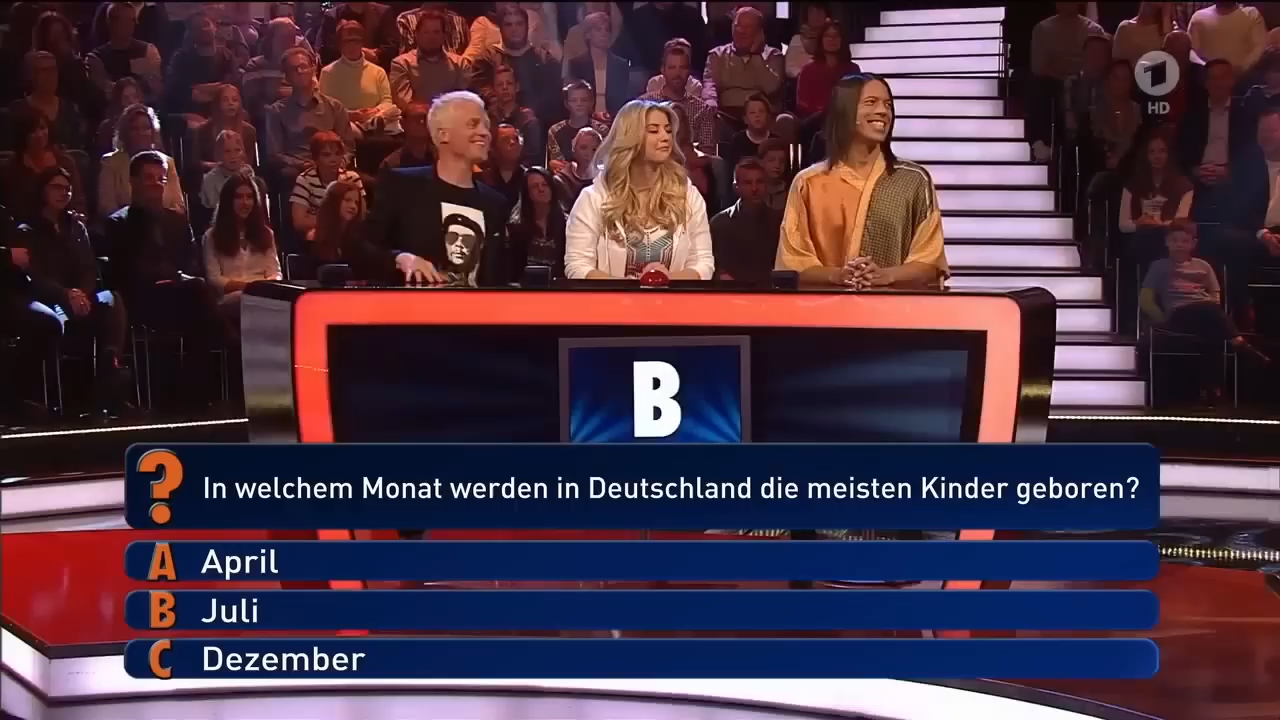 1
HD
B
? In welchem Monat werden in Deutschland die meisten Kinder geboren?
A April
B Juli
C Dezember